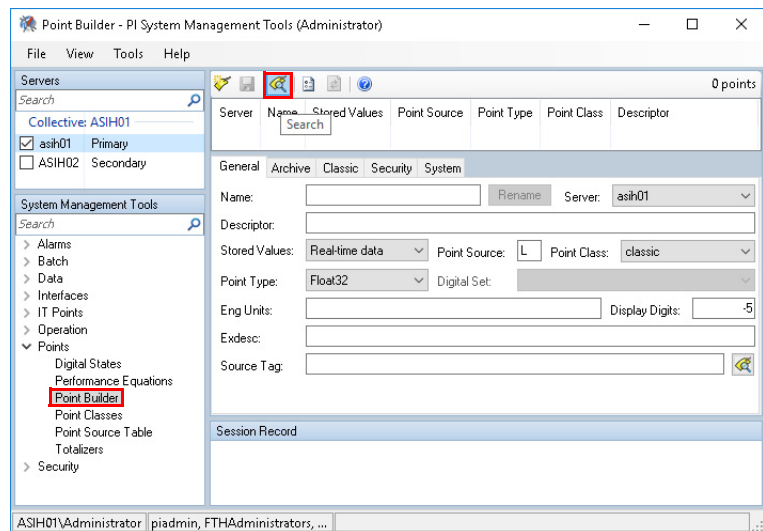 Point Builder - PI System Management Tools (Administrator)
File View Tools Help
Servers
Search
Collective: ASIH01
asih01 Primary
ASIH02 Secondary
System Management Tools
Search
Alarms
Batch
Data
Interfaces
IT Points
Operation
Points
Digital States
Performance Equations
Point Builder
Point Classes
Point Source Table
Totalizers
Security
0 points
Server Name Stored Values Point Source Point Type Point Class Descriptor
Search
General Archive Classic Security System
Name: Rename Server: asih01
Descriptor:
Stored Values: Real-time data Point Source: L Point Class: classic
Point Type: Float32 Digital Set:
Eng Units: Display Digits: -5
Exdesc:
Source Tag:
Session Record
ASIH01\Administrator piadmin, FTHAdministrators, ...